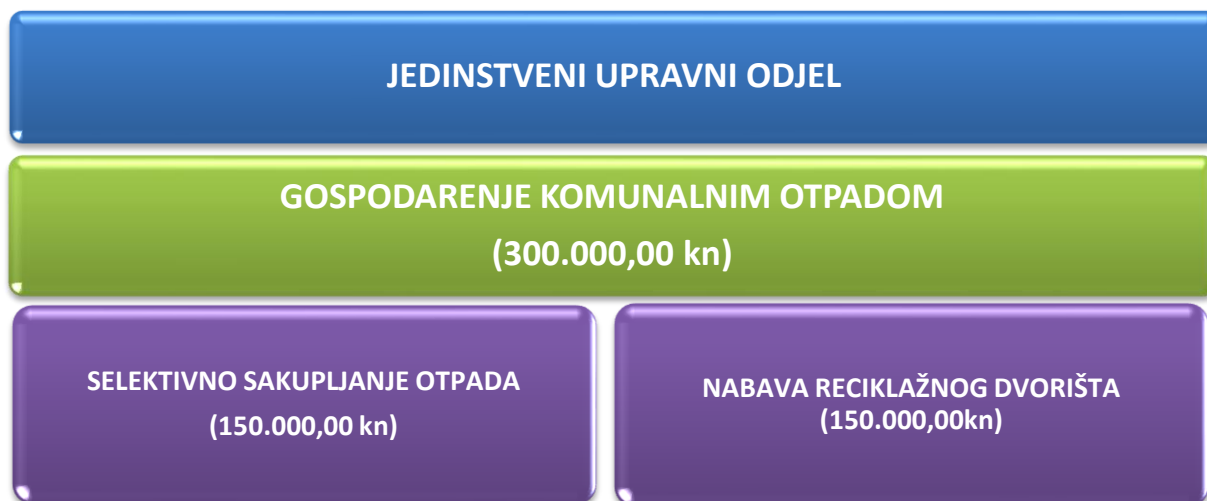 JEDINSTVENI UPRAVNI ODJEL
GOSPODARENJE KOMUNALNIM OTPADOM
(300.000,00 kn)
SELEKTIVNO SAKUPLJANJE OTPADA
(150.000,00 kn)
NABAVA RECIKLAŽNOG DVORIŠTA
(150.000,00kn)